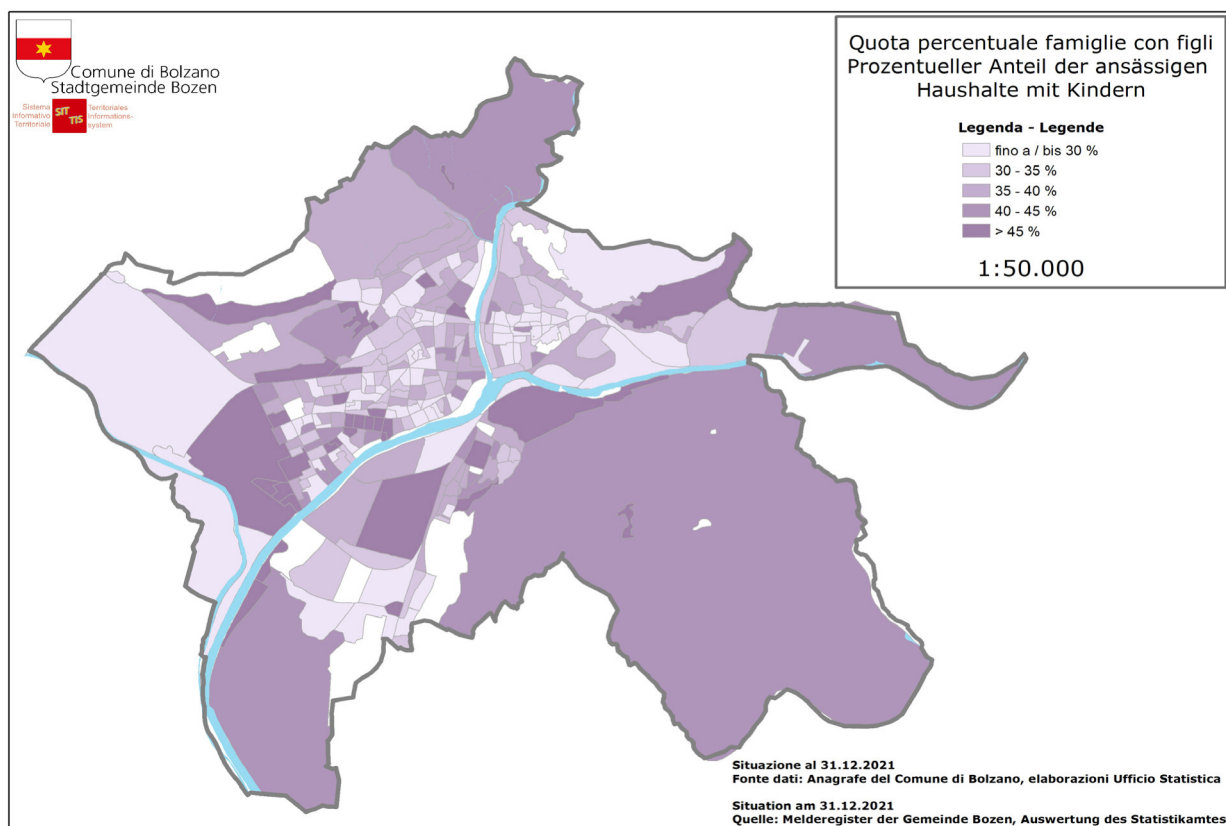 Comune di Bolzano
Stadtgemeinde Bozen
Sistema
Informativo
Territoriale
SIT
TIS
Territoriales
Informations-
system
Quota percentuale famiglie con figli
Prozentueller Anteil der ansässigen
Haushalte mit Kindern
Legenda - Legende
fino a / bis 30 %
30 - 35 %
35 - 40 %
40 - 45 %
> 45 %
1:50.000
Situazione al 31.12.2021
Fonte dati: Anagrafe del Comune di Bolzano, elaborazioni Ufficio Statistica
Situation am 31.12.2021
Quelle: Melderegister der Gemeinde Bozen, Auswertung des Statistikamtes